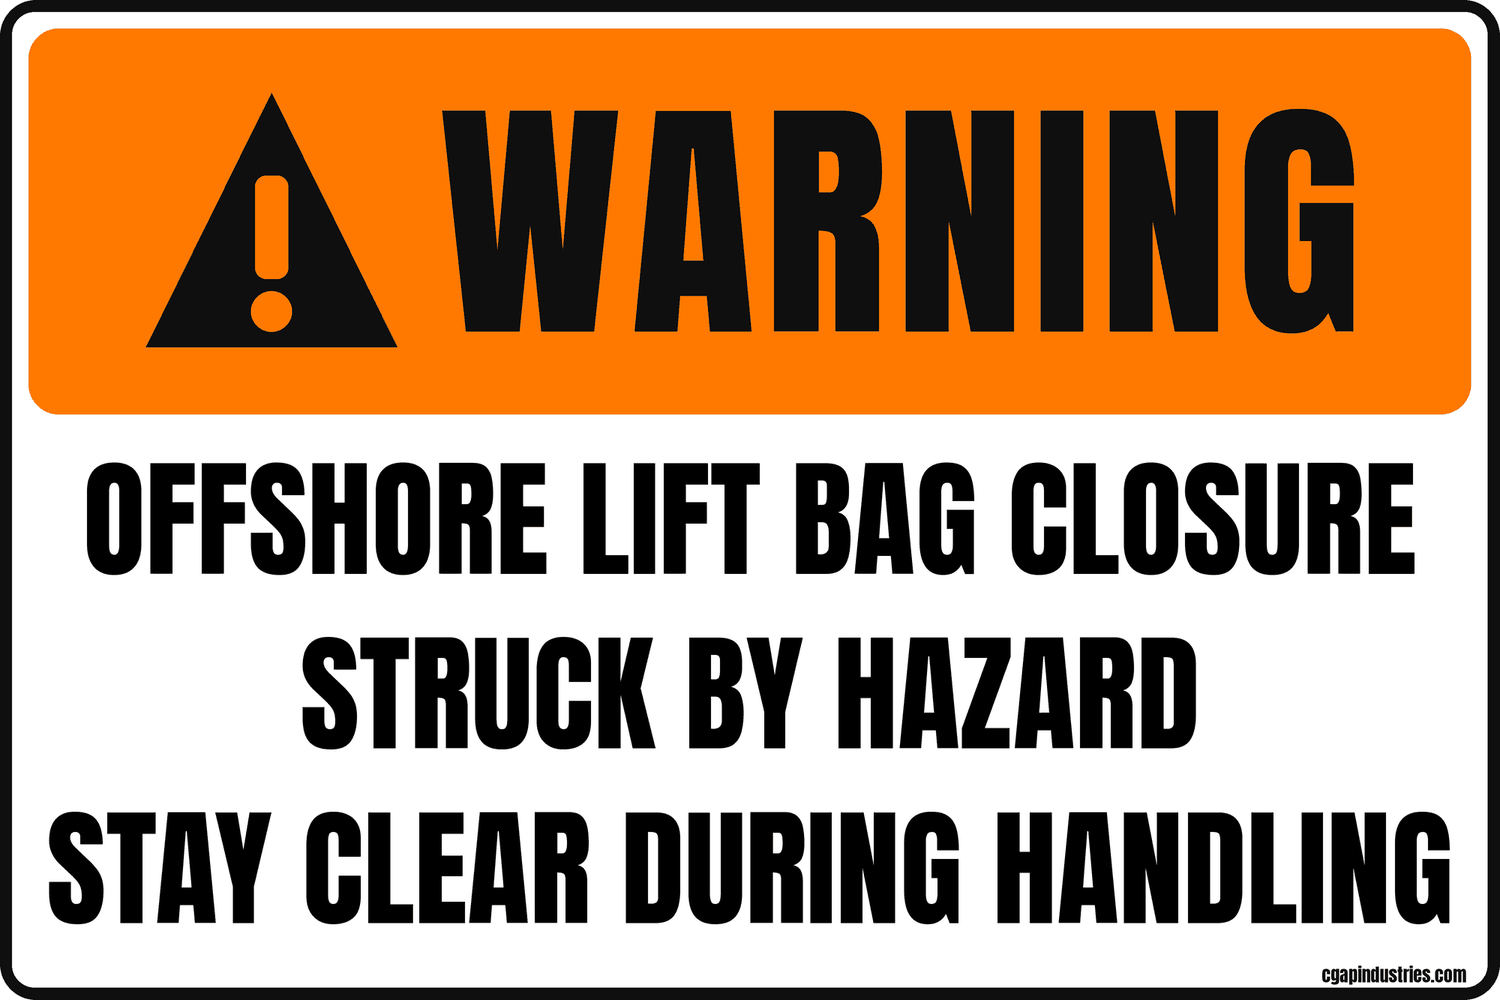 WARNING
OFFSHORE LIFT BAG CLOSURE
STRUCK BY HAZARD
STAY CLEAR DURING HANDLING
cgapindustries.com